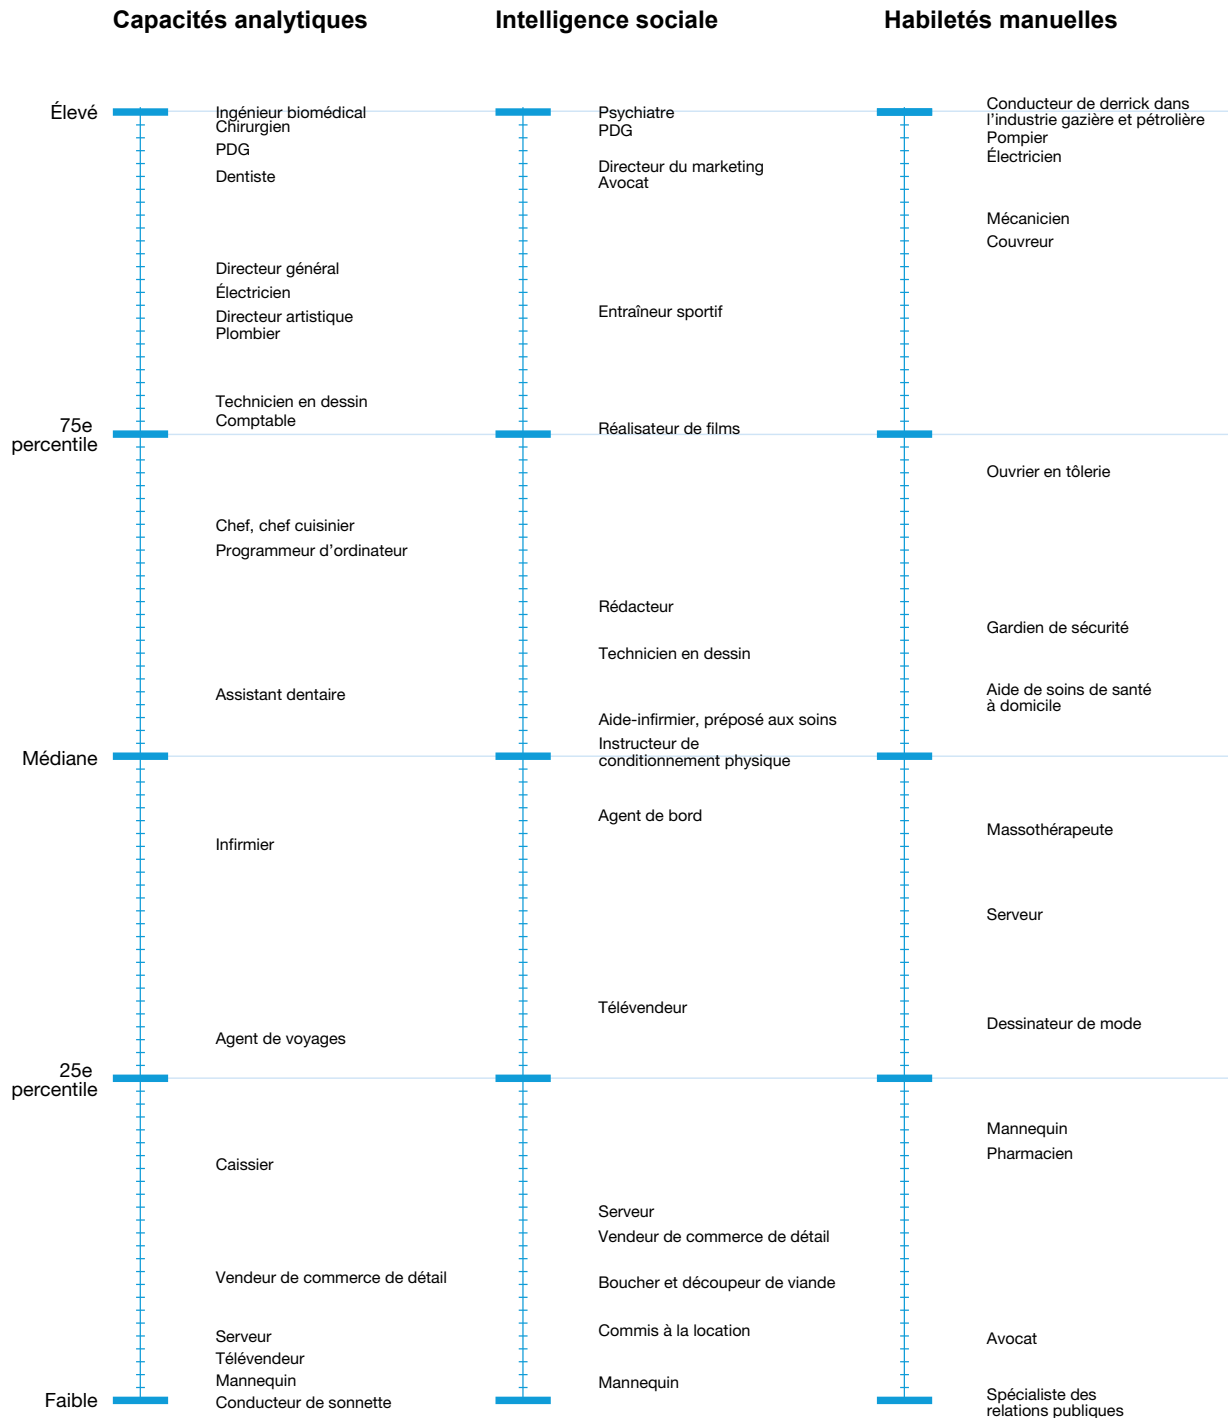 Capacités analytiques
Intelligence sociale
Habiletés manuelles
Élevé
75e
percentile
Médiane
25e
percentile
Faible
Ingénieur biomédical
Chirurgien
PDG
Dentiste
Directeur général
Électricien
Directeur artistique
Plombier
Technicien en dessin
Comptable
Chef, chef cuisinier
Programmeur d’ordinateur
Assistant dentaire
Infirmier
Agent de voyages
Caissier
Vendeur de commerce de détail
Serveur
Télévendeur
Mannequin
Conducteur de sonnette
Psychiatre
PDG
Directeur du marketing
Avocat
Entraîneur sportif
Réalisateur de films
Rédacteur
Technicien en dessin
Aide-infirmier, préposé aux soins
Instructeur de
conditionnement physique
Agent de bord
Télévendeur
Serveur
Vendeur de commerce de détail
Boucher et découpeur de viande
Commis à la location
Mannequin
Conducteur de derrick dans
l’industrie gazière et pétrolière
Pompier
Électricien
Mécanicien
Couvreur
Ouvrier en tôlerie
Gardien de sécurité
Aide de soins de santé
à domicile
Massothérapeute
Serveur
Dessinateur de mode
Mannequin
Pharmacien
Avocat
Spécialiste des
relations publiques